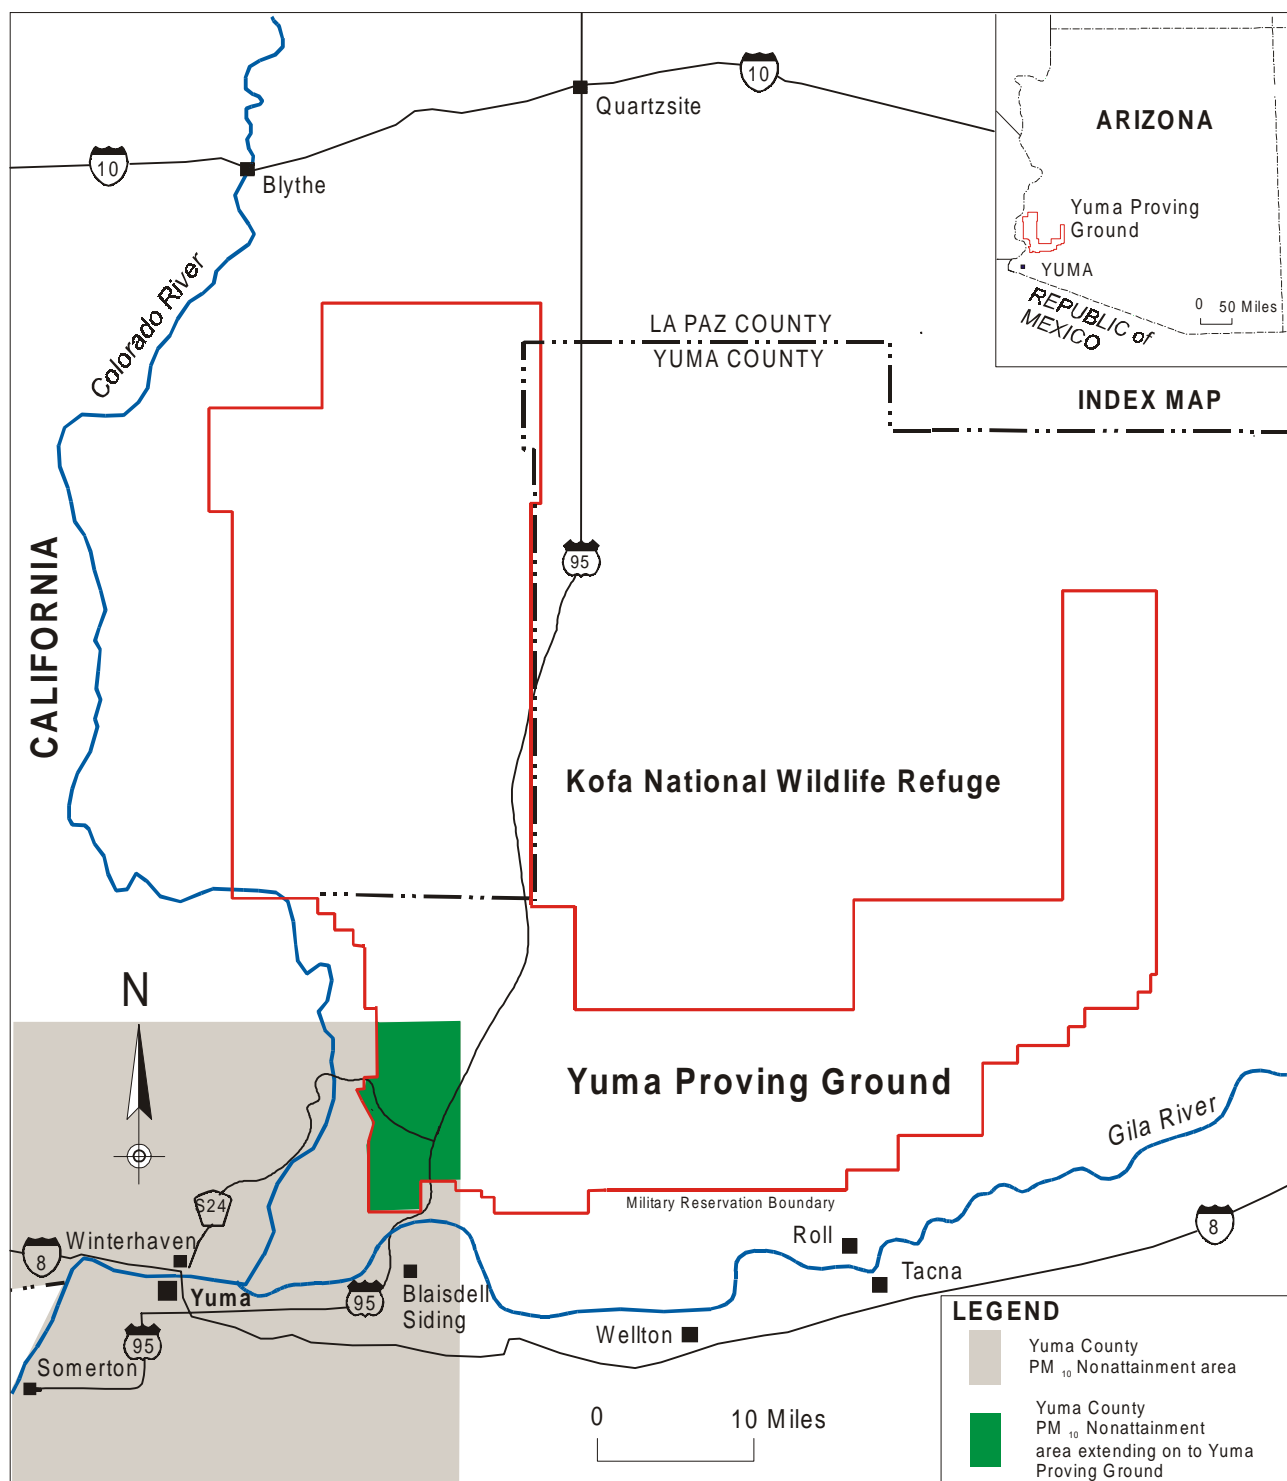 10
Quartzsite
10
Blythe
Colorado River
ARIZONA
Yuma Proving
Ground
YUMA
REPUBLIC of
MEXICO
0 50 Miles
INDEX MAP
LA PAZ COUNTY
YUMA COUNTY
95
CALIFORNIA
Kofa National Wildlife Refuge
N
Yuma Proving Ground
Gila River
Military Reservation Boundary
S24
Winterhaven
8
Yuma
95
Blaisdell
Siding
95
Somerton
Roll
Tacna
8
Wellton
0 10 Miles
LEGEND
Yuma County
PM 10 Nonattainment area
Yuma County
PM 10 Nonattainment
area extending on to Yuma
Proving Ground